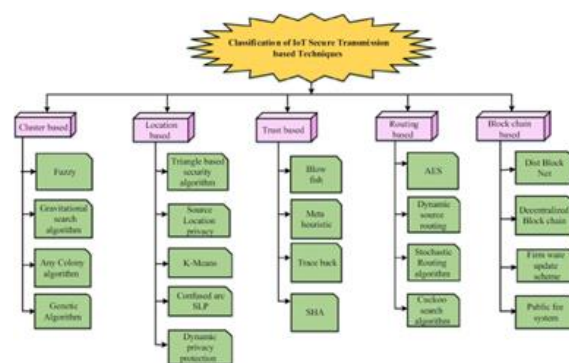 Classification of IoT Secure Transmission
based Techniques
Cluster based
Location based
Trust based
Routing based
Block chain based
Fuzzy
Gravitational
search
algorithm
Any Colony
algorithm
Genetic
Algorithm
Triangle based
security
algorithm
Source
Location
privacy
K-Means
Confused arc
SLP
Dynamic
privacy
protection
Blow
fish
Meta
heuristic
Trace back
SHA
AES
Dynamic
source
routing
Stochastic
Routing
algorithm
Cuckoo
search
algorithm
Dist Block
Net
Decentralized
Block chain
Firm ware
update
scheme
Public fee
system